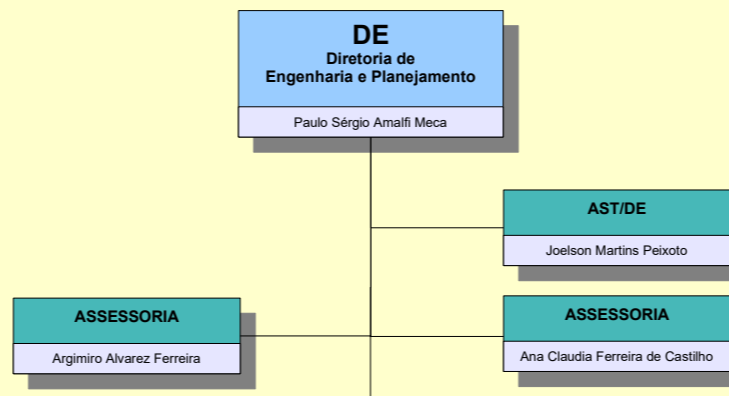 DE
Diretoria de
Engenharia e Planejamento
Paulo Sérgio Amalfi Meca
AST/DE
Joelson Martins Peixoto
ASSESSORIA
Argimiro Alvarez Ferreira
ASSESSORIA
Ana Claudia Ferreira de Castilho